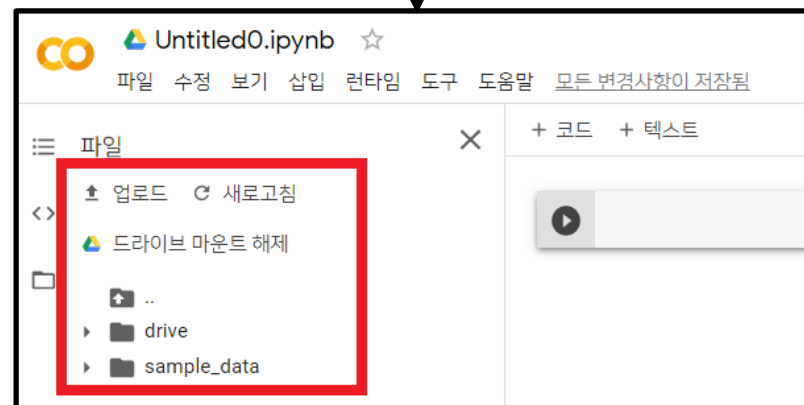 Untitled0.ipynb
파일 수정 보기 삽입 런타임 도구 도움말 모든 변경사항이 저장됨
파일
+ 코드 + 텍스트
업로드 새로고침
드라이브 마운트 해제
..
drive
sample_data